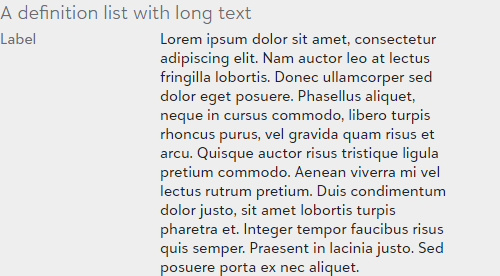 A definition list with long text
Label
Lorem ipsum dolor sit amet, consectetur
adipiscing elit. Nam auctor leo at lectus
fringilla lobortis. Donec ullamcorper sed
dolor eget posuere. Phasellus aliquet,
neque in cursus commodo, libero turpis
rhoncus purus, vel gravida quam risus et
arcu. Quisque auctor risus tristique ligula
pretium commodo. Aenean viverra mi vel
lectus rutrum pretium. Duis condimentum
dolor justo, sit amet lobortis turpis
pharetra et. Integer tempor faucibus risus
quis semper. Praesent in lacinia justo. Sed
posuere porta ex nec aliquet.